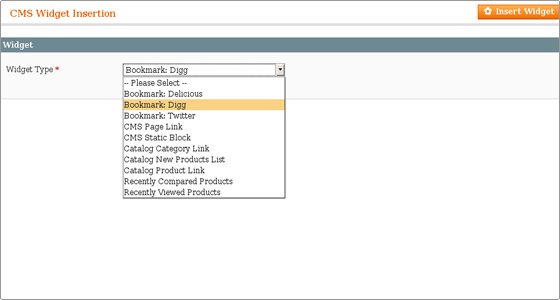 CMS Widget Insertion
Insert Widget
Widget
Widget Type *
Bookmark: Digg
-- Please Select --
Bookmark: Delicious
Bookmark: Digg
Bookmark: Twitter
CMS Page Link
CMS Static Block
Catalog Category Link
Catalog New Products List
Catalog Product Link
Recently Compared Products
Recently Viewed Products